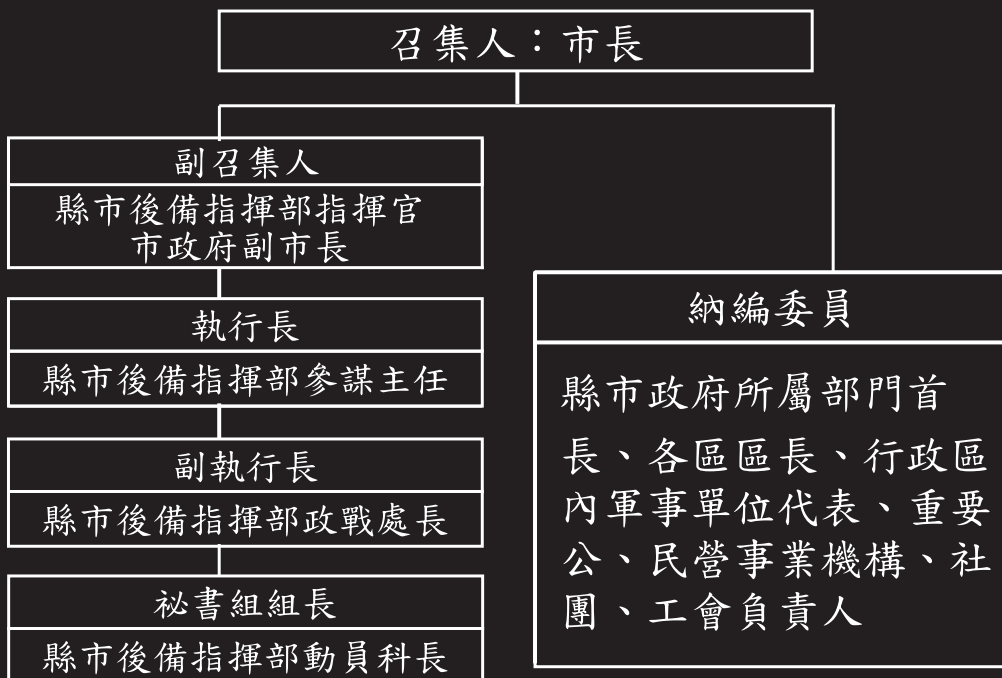 召集人：市長
副召集人
縣市後備指揮部指揮官
市政府副市長
執行長
縣市後備指揮部參謀主任
副執行長
縣市後備指揮部政戰處長
祕書組組長
縣市後備指揮部動員科長
納編委員
縣市政府所屬部門首
長、各區區長、行政區
內軍事單位代表、重要
公、民營事業機構、社
團、工會負責人